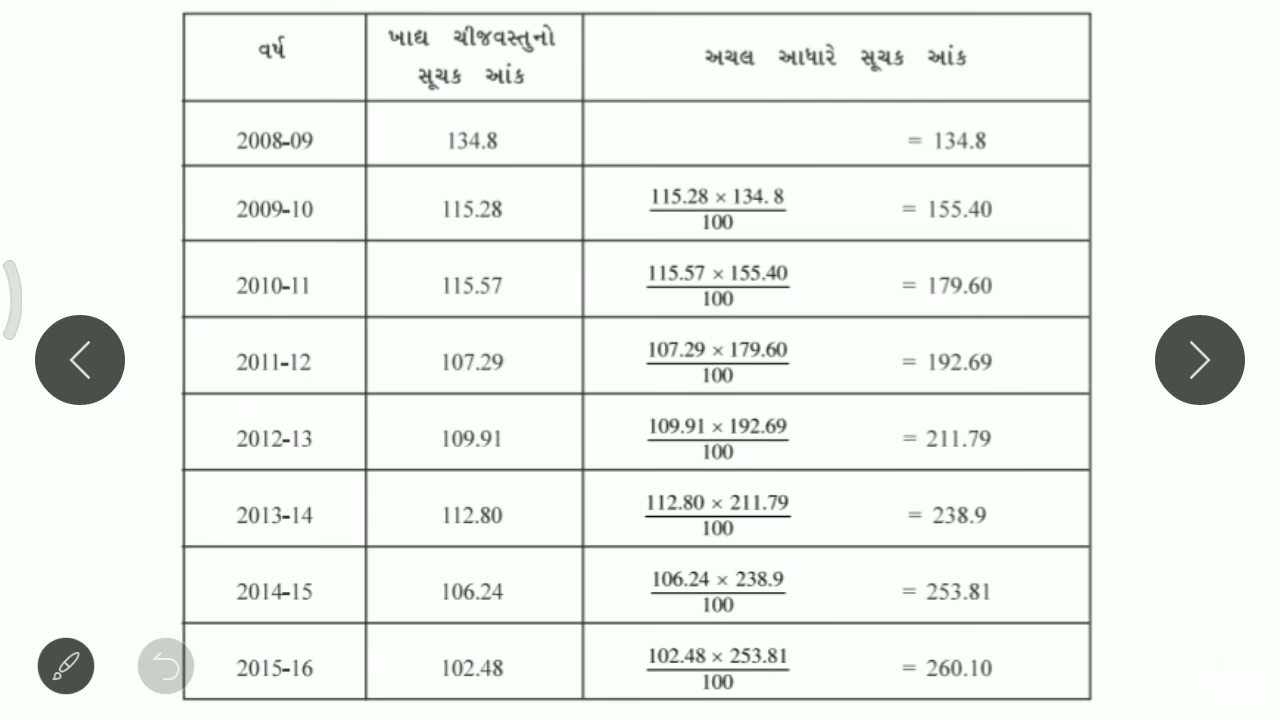 વર્ષ ખાદ્ય ચીજવસ્તુનો સૂચક આંક અચલ આધારે સૂચક આંક
2008-09 134.8 = 134.8
2009-10 115.28 115.28 × 134. 8 / 100 = 155.40
2010-11 115.57 115.57 × 155.40 / 100 = 179.60
2011-12 107.29 107.29 × 179.60 / 100 = 192.69
2012-13 109.91 109.91 × 192.69 / 100 = 211.79
2013-14 112.80 112.80 × 211.79 / 100 = 238.9
2014-15 106.24 106.24 × 238.9 / 100 = 253.81
2015-16 102.48 102.48 × 253.81 / 100 = 260.10